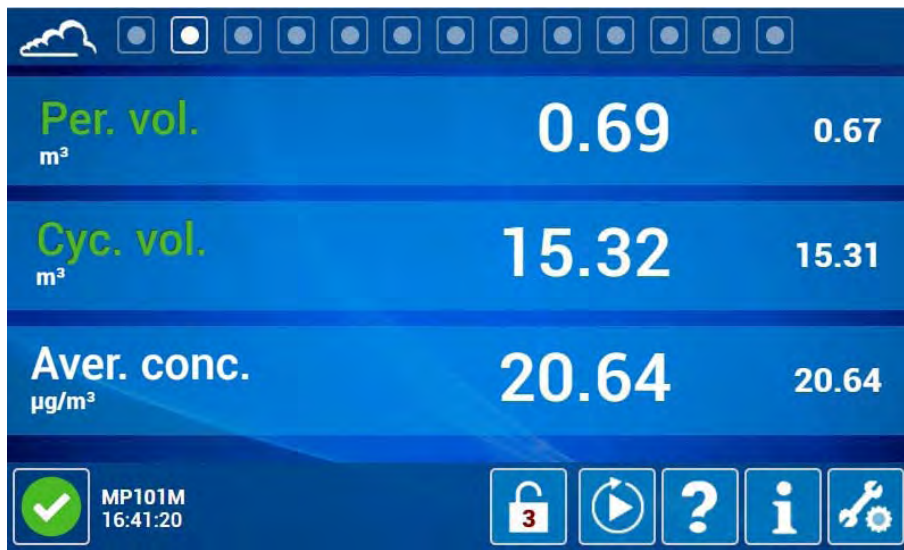 Per. vol. 0.69 0.67
m³
Cyc. vol. 15.32 15.31
m³
Aver. conc. 20.64 20.64
µg/m³
MP101M
16:41:20
3 ? i